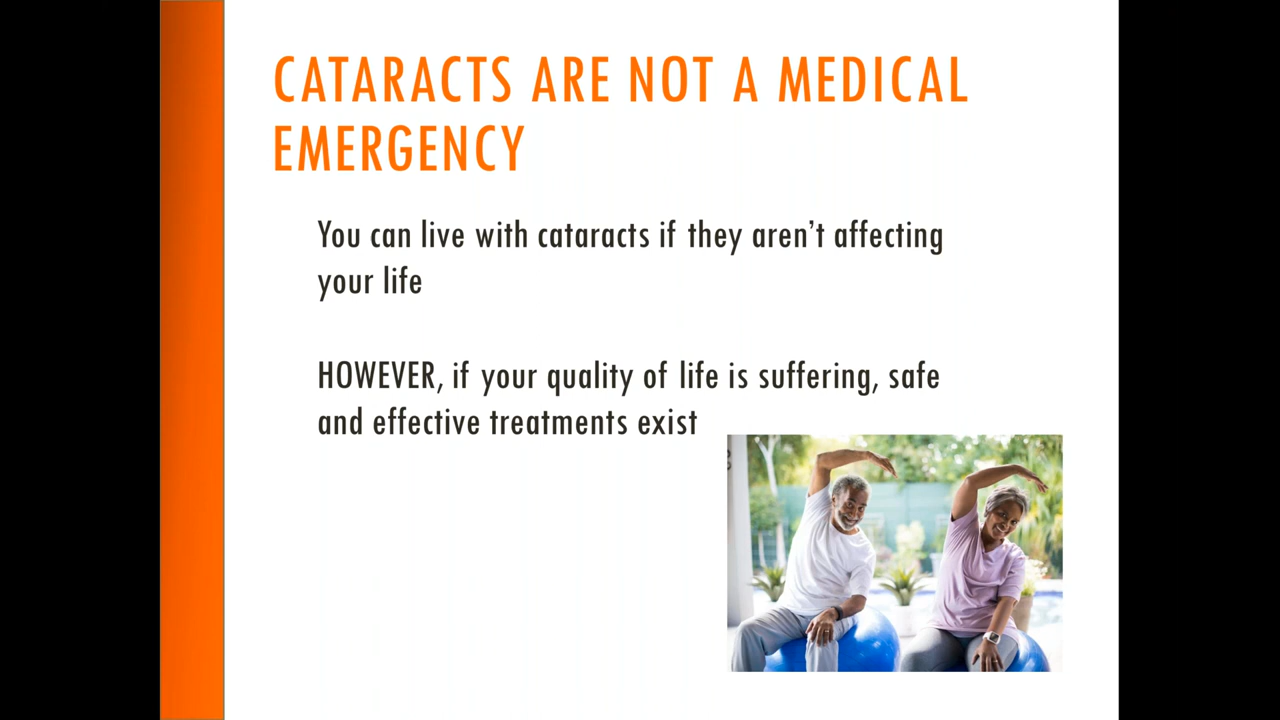 CATARACTS ARE NOT A MEDICAL
EMERGENCY
You can live with cataracts if they aren’t affecting
your life
HOWEVER, if your quality of life is suffering, safe
and effective treatments exist